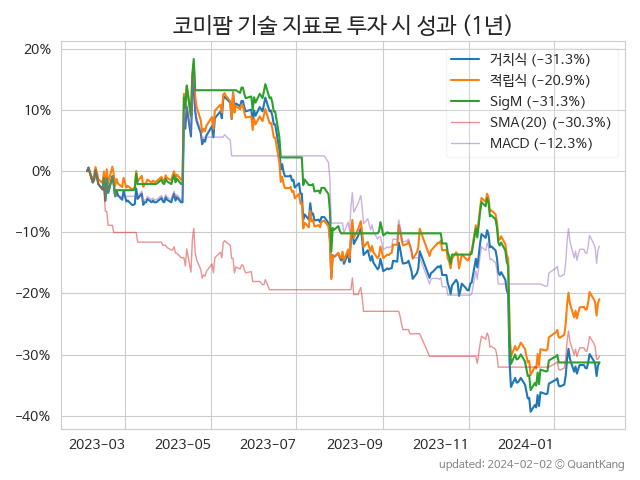 코미팜 기술 지표로 투자 시 성과 (1년)
20%
10%
0%
−10%
−20%
−30%
−40%
거치식 (−31.3%)
적립식 (−20.9%)
SigM (−31.3%)
SMA(20) (−30.3%)
MACD (−12.3%)
2023-03
2023-05
2023-07
2023-09
2023-11
2024-01
updated: 2024-02-02 © QuantKang